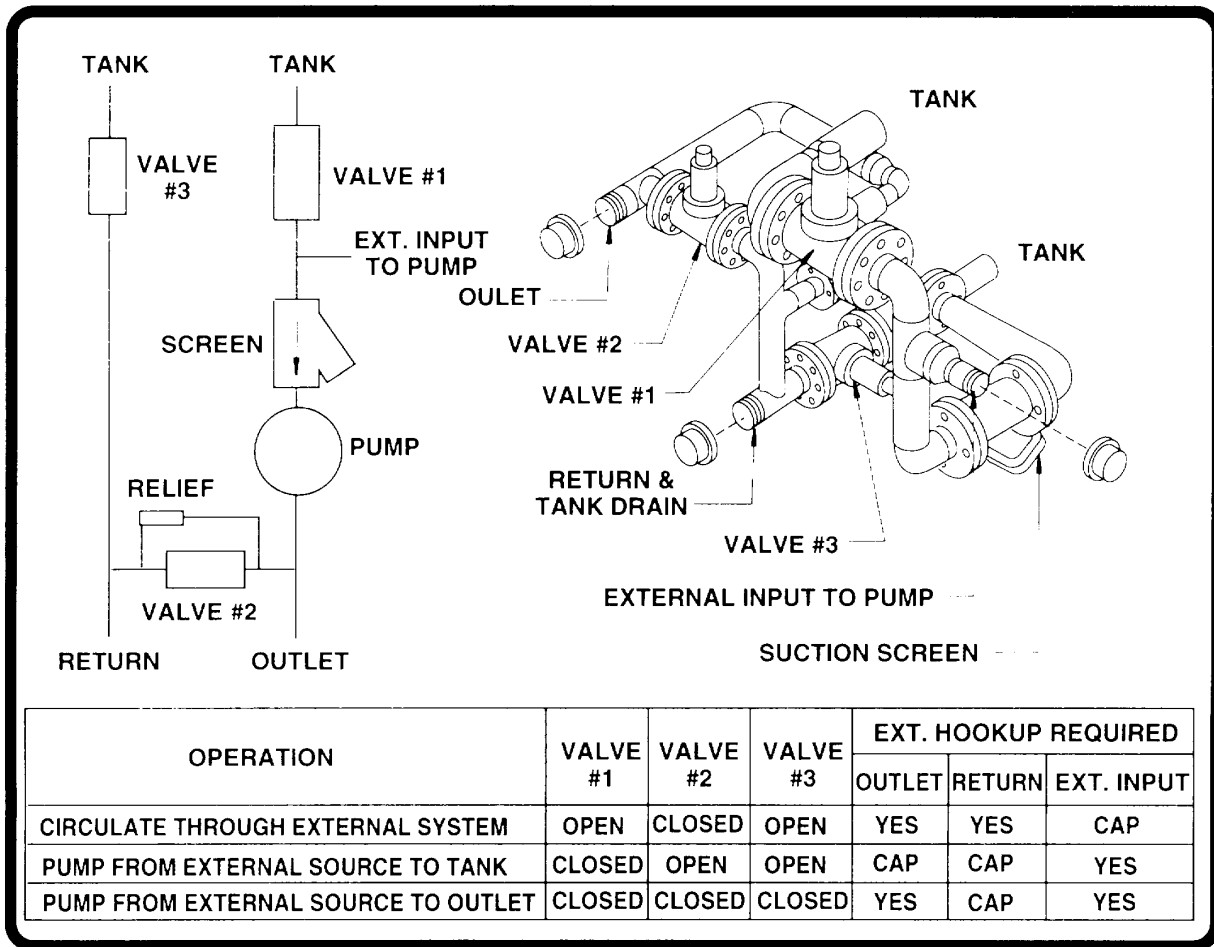 TANK
TANK
VALVE
#3
VALVE #1
EXT. INPUT
TO PUMP
SCREEN
PUMP
RELIEF
VALVE #2
RETURN
OUTLET
TANK
TANK
OULET
VALVE #2
VALVE #1
RETURN &
TANK DRAIN
VALVE #3
EXTERNAL INPUT TO PUMP
SUCTION SCREEN
OPERATION
VALVE
#1
VALVE
#2
VALVE
#3
EXT. HOOKUP REQUIRED
OUTLET RETURN EXT. INPUT
CIRCULATE THROUGH EXTERNAL SYSTEM OPEN CLOSED OPEN YES YES CAP
PUMP FROM EXTERNAL SOURCE TO TANK CLOSED OPEN OPEN CAP CAP YES
PUMP FROM EXTERNAL SOURCE TO OUTLET CLOSED CLOSED CLOSED YES CAP YES